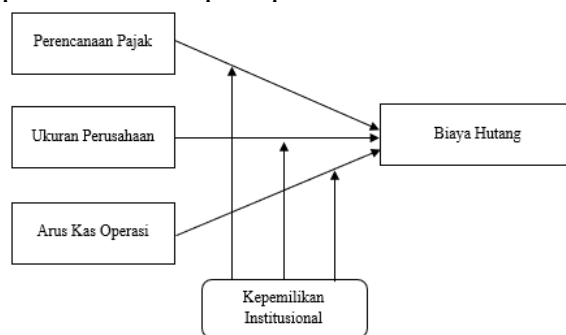 Perencanaan Pajak
Ukuran Perusahaan
Biaya Hutang
Arus Kas Operasi
Kepemilikan
Institusional